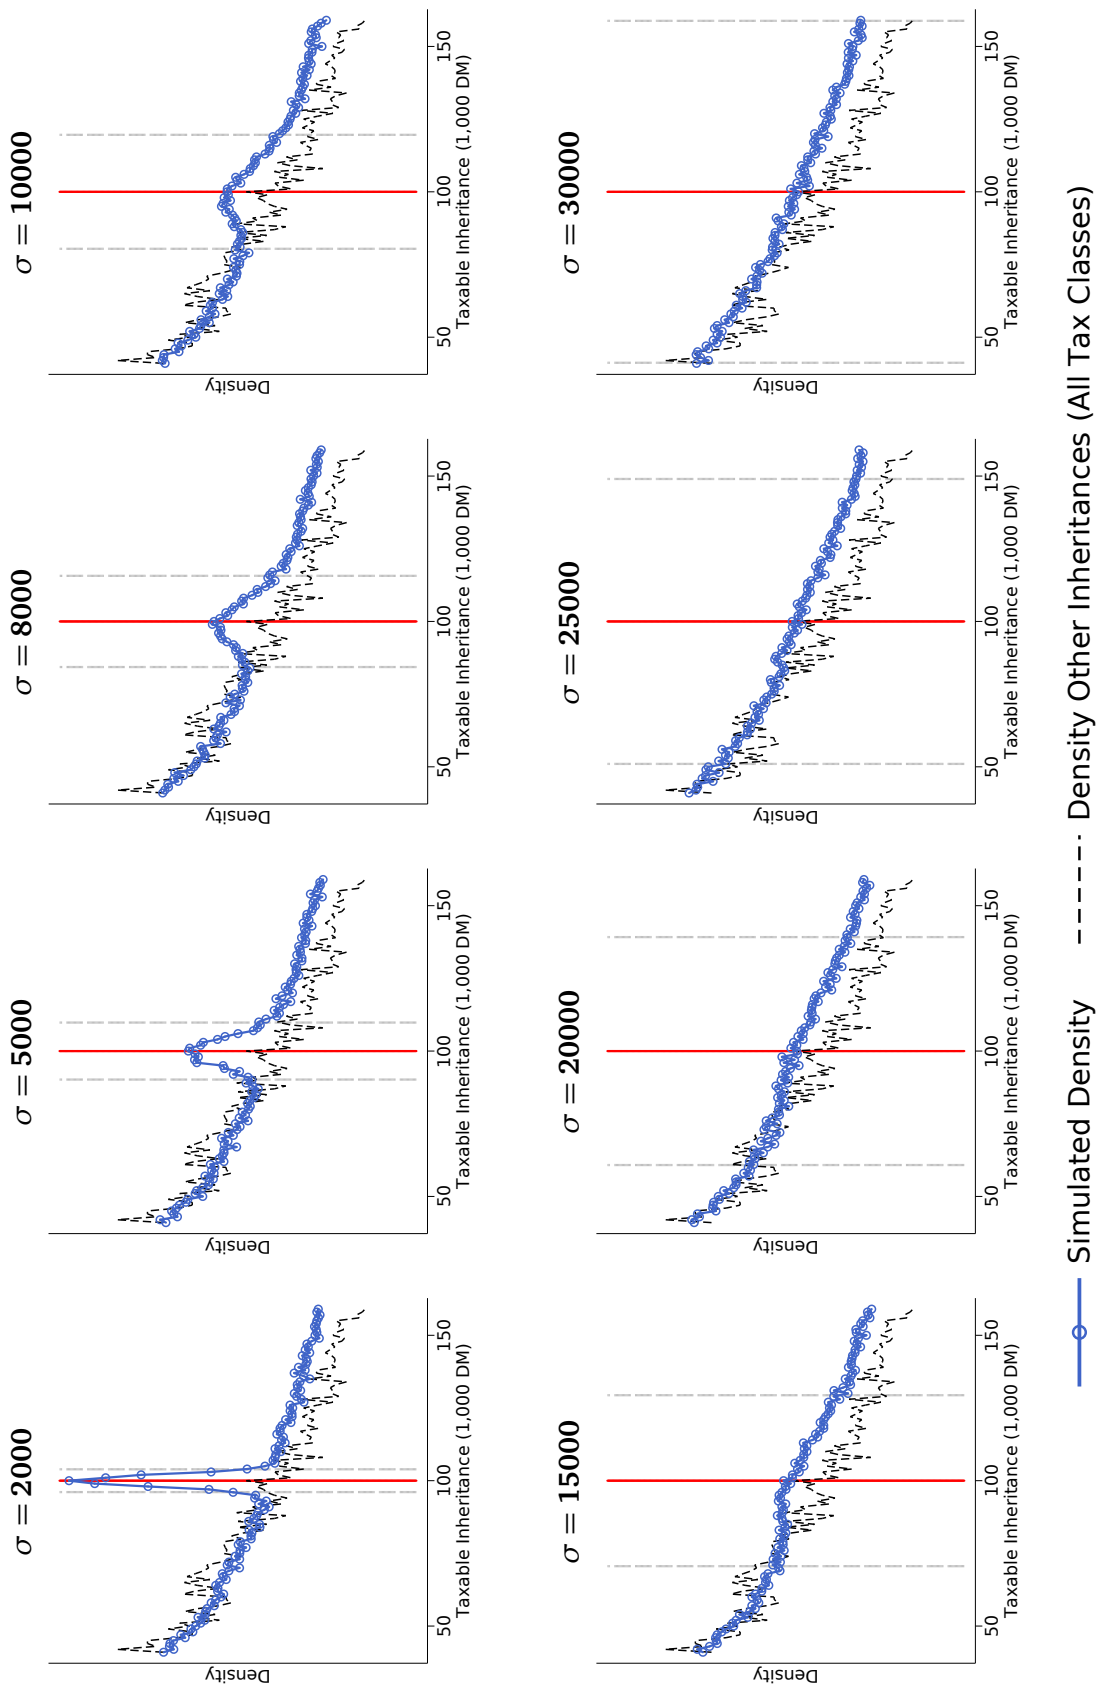 σ = 2000
Density
50 100 150
Taxable Inheritance (1,000 DM)
σ = 5000
Density
50 100 150
Taxable Inheritance (1,000 DM)
σ = 8000
Density
50 100 150
Taxable Inheritance (1,000 DM)
σ = 10000
Density
50 100 150
Taxable Inheritance (1,000 DM)
σ = 15000
Density
50 100 150
Taxable Inheritance (1,000 DM)
σ = 20000
Density
50 100 150
Taxable Inheritance (1,000 DM)
σ = 25000
Density
50 100 150
Taxable Inheritance (1,000 DM)
σ = 30000
Density
50 100 150
Taxable Inheritance (1,000 DM)
Simulated Density
Density Other Inheritances (All Tax Classes)